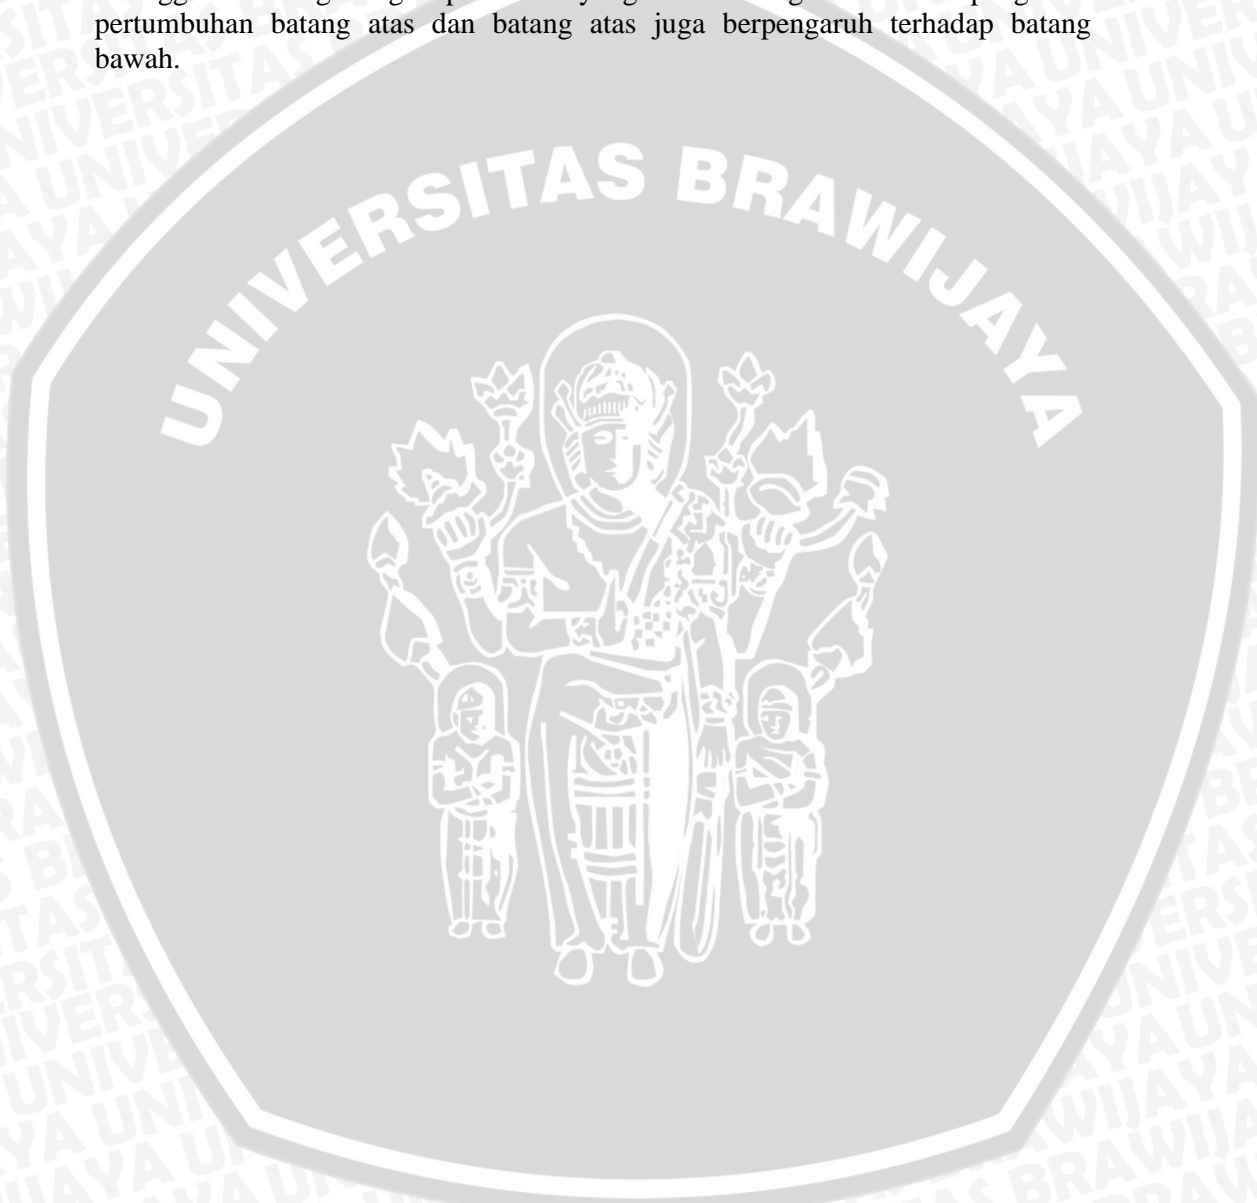 pertumbuhan batang atas dan batang atas juga berpengaruh terhadap batang
bawah.
UNIVERSITAS BRAWIJAYA